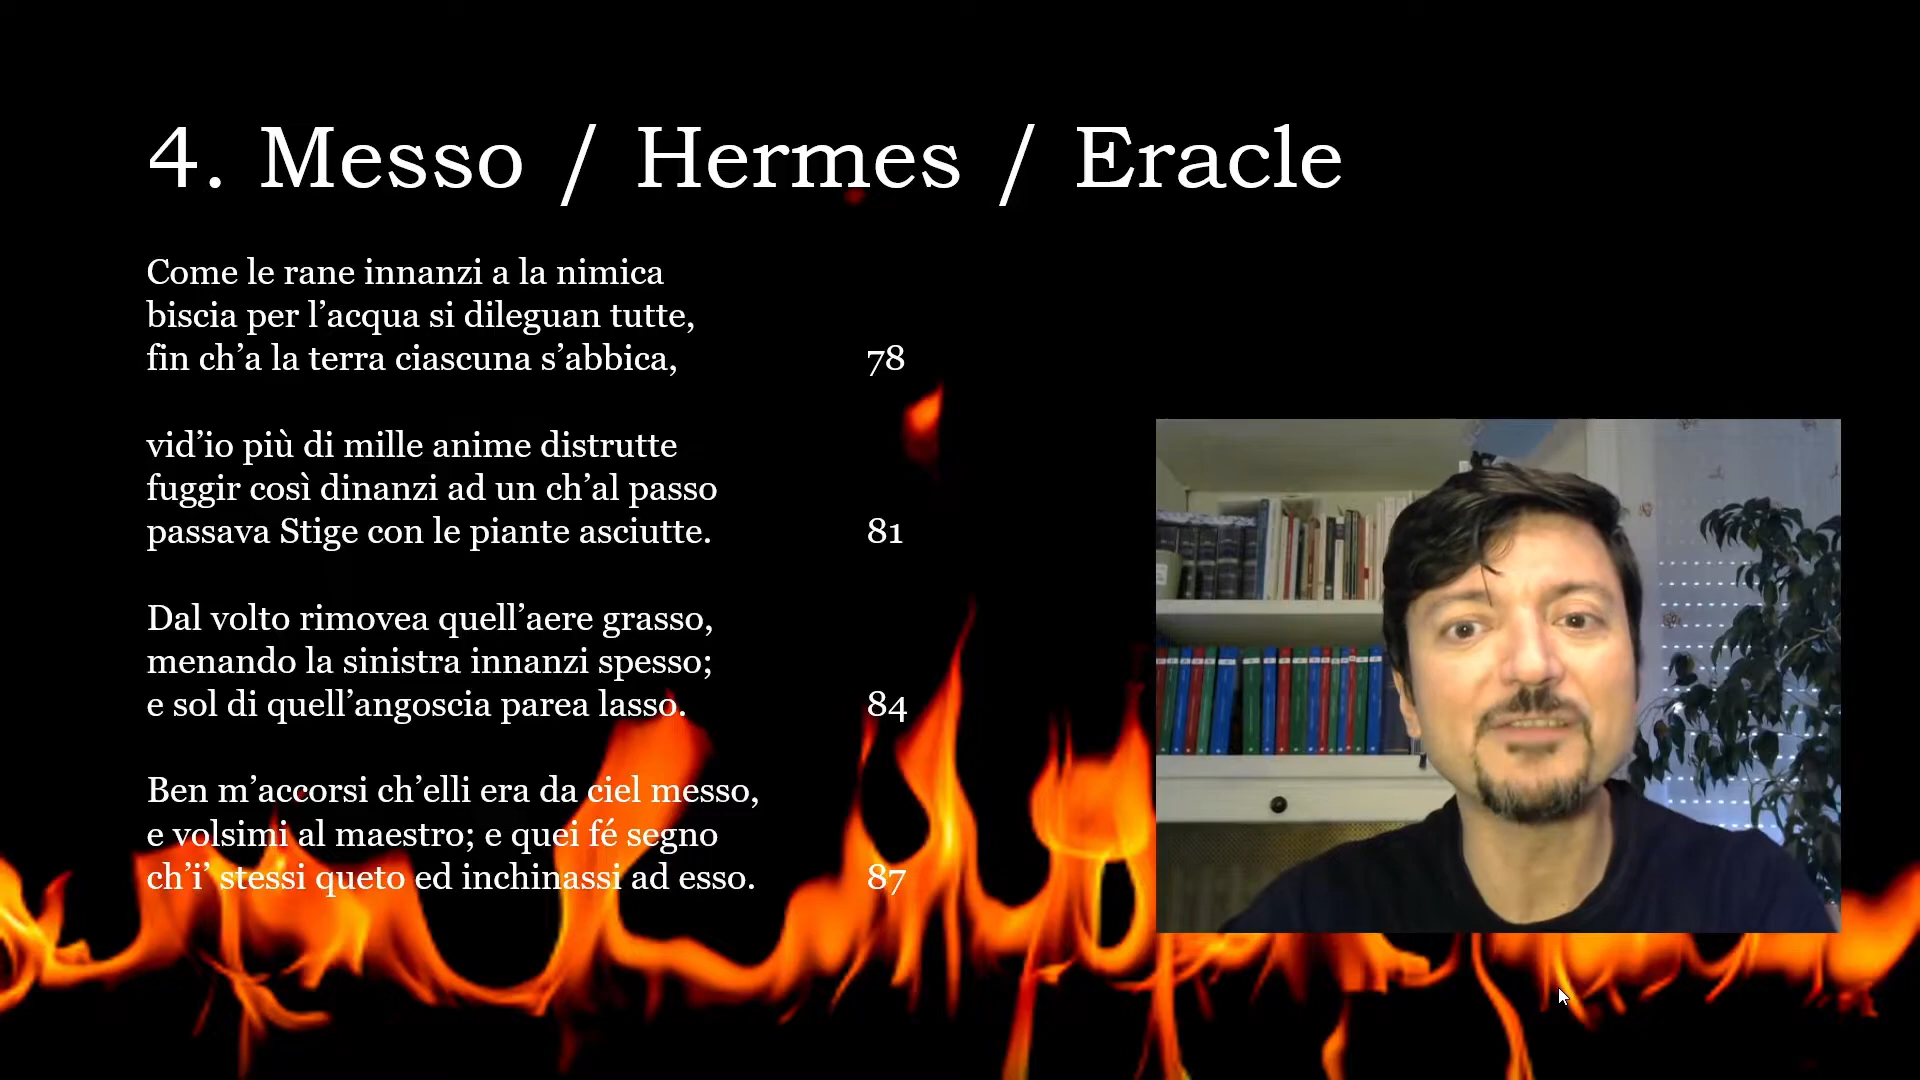 4. Messo / Hermes / Eracle
Come le rane innanzi a la nimica
biscia per l’acqua si dileguan tutte,
fin ch’a la terra ciascuna s’abbica, 78
vid’io più di mille anime distrutte
fuggir così dinanzi ad un ch’al passo
passava Stige con le piante asciutte. 81
Dal volto rimovea quell’aere grasso,
menando la sinistra innanzi spesso;
e sol di quell’angoscia parea lasso. 84
Ben m’accorsi ch’elli era da ciel messo,
e volsimi al maestro; e quei fé segno
ch’i’ stessi queto ed inchinassi ad esso. 87